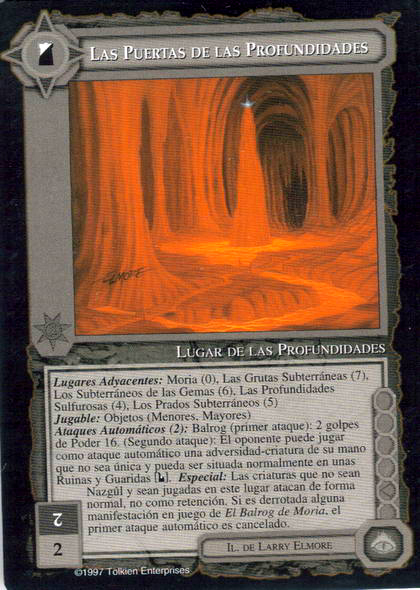 LAS PUERTAS DE LAS PROFUNDIDADES
ELMORE
LUGAR DE LAS PROFUNDIDADES
Lugares Adyacentes: Moria (0), Las Grutas Subterráneas (7),
Los Subterráneos de las Gemas (6), Las Profundidades
Sulfurosas (4), Los Prados Subterráneos (5)
Jugable: Objetos (Menores, Mayores)
Ataques Automáticos (2): Balrog (primer ataque): 2 golpes
de Poder 16. (Segundo ataque): El oponente puede jugar
como ataque automático una adversidad-criatura de su mano
que no sea única y pueda ser situada normalmente en unas
Ruinas y Guaridas [ ]. Especial: Las criaturas que no sean
Nazgûl y sean jugadas en este lugar atacan de forma
normal, no como retención. Si es derrotada alguna
manifestación en juego de El Balrog de Moria, el
primer ataque automático es cancelado.
2
2
IL. DE LARRY ELMORE
©1997 Tolkien Enterprises